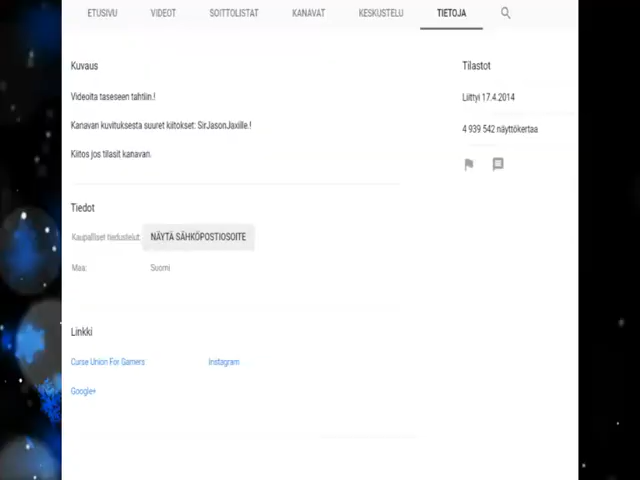 ETUSIVU VIDEOT SOITTOLISTAT KANAVAT KESKUSTELU TIETOJA
Kuvaus
Videoita taseseen tahtiin.!
Kanavan kuvituksesta suuret kiitokset: SirJasonJaxille.!
Kiitos jos tilasit kanavan.
Tiedot
Kaupalliset tiedustelut: NÄYTÄ SÄHKÖPOSTIOSOITE
Maa: Suomi
Linkki
Curse Union For Gamers Instagram
Google+
Tilastot
Liittyi 17.4.2014
4 939 542 näyttökertaa